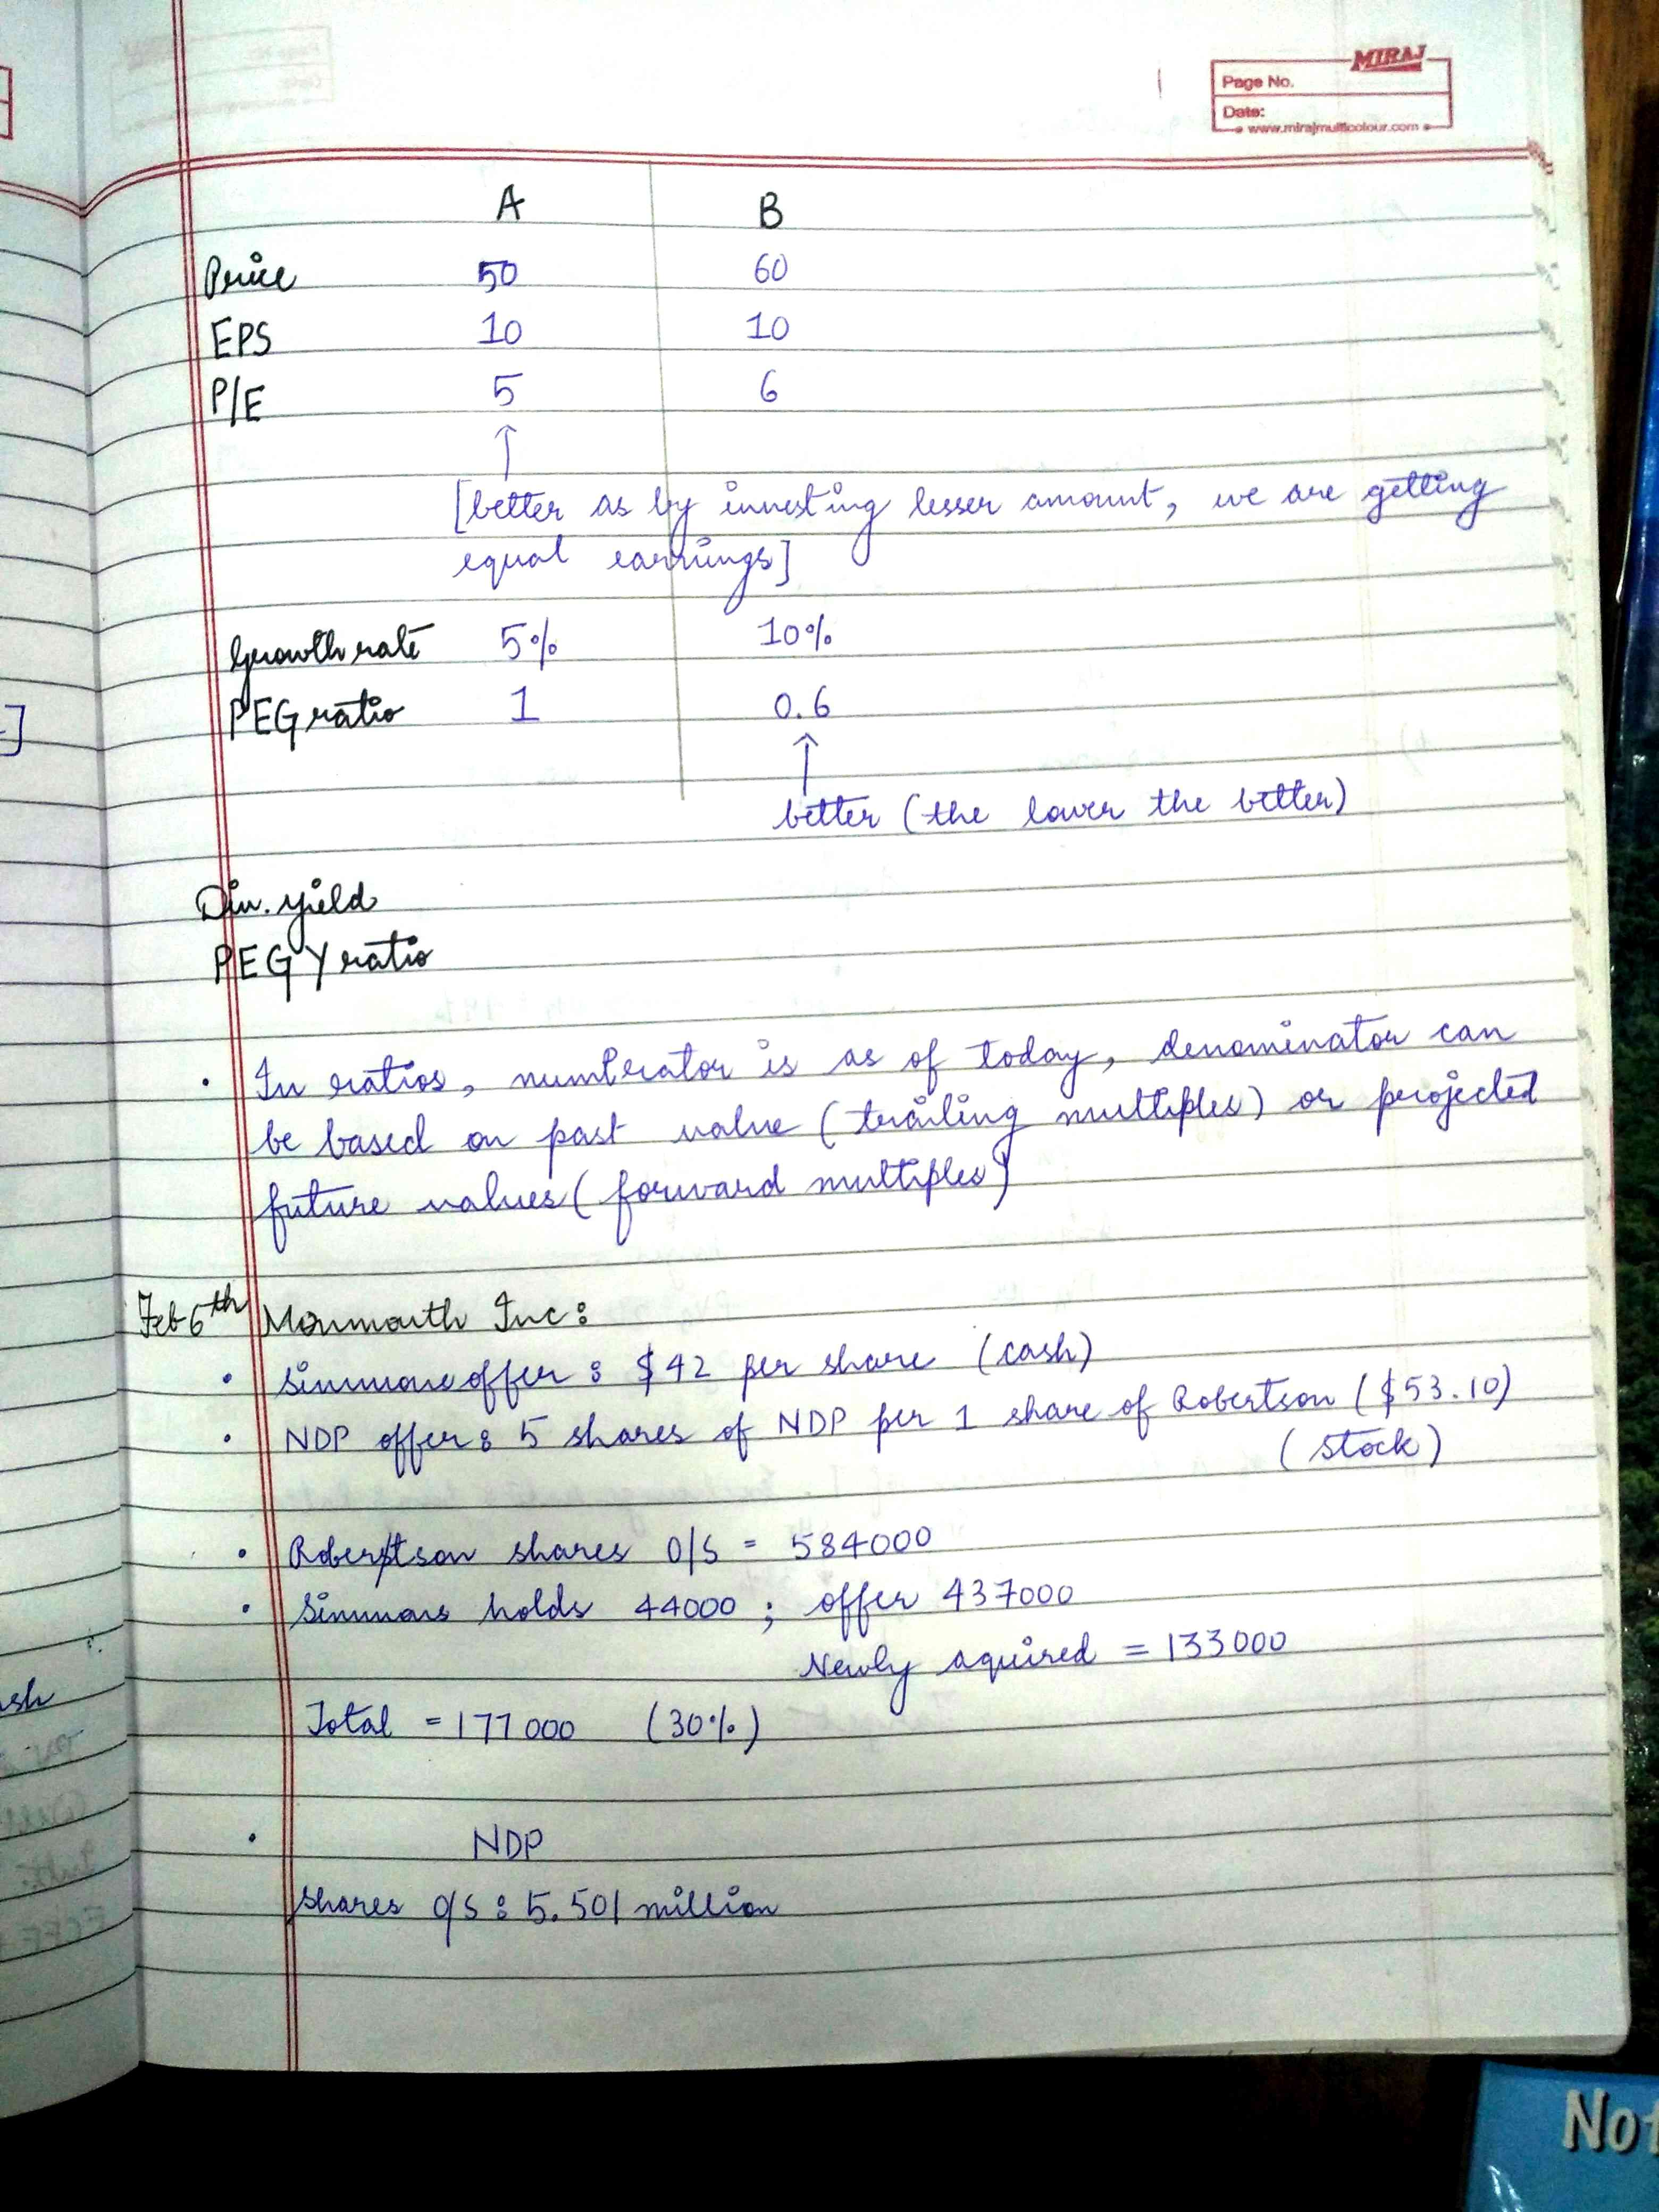 MIRAJ
Page No.
Date:
www.mirajmulticolour.com
A B
Price 50 60
EPS 10 10
P/E 5 6
[better as by investing lesser amount, we are getting
equal earnings]
Growth rate 5% 10%
PEG ratio 1 0.6
better (the lower the better)
Div. yield
PEGY ratio
• In ratios, numerator is as of today, denominator can
be based on past value (trailing multiples) or projected
future values (forward multiples)
Feb 6th Monmouth Inc:
• Simmons offer: $42 per share (cash)
• NDP offer: 5 shares of NDP per 1 share of Robertson ($53.10)
(stock)
• Robertson shares O/S = 584000
• Simmons holds 44000; offer 437000
Newly aquired = 133000
Total = 177000 (30%)
• NDP
shares O/S: 5.501 million
Not